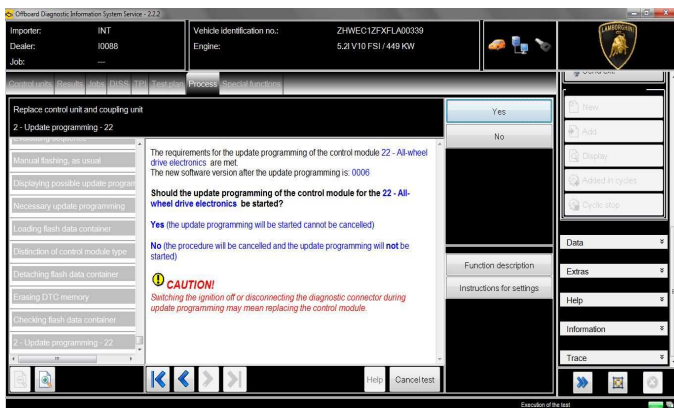 Offboard Diagnostic Information System Service - 2.2.2
Importer: INT
Dealer: I0088
Job: ---
Vehicle identification no.: ZHWEC1ZFXFLA00339
Engine: 5.2l V10 FSI / 449 KW
LAMBORGHINI
Control units Results Jobs DISS TPI Test plan Process Special functions
Replace control unit and coupling unit
2 - Update programming - 22
Manual flashing, as usual
Displaying possible update program
Necessary update programming
Loading flash data container
Distinction of control module type
Detaching flash data container
Erasing DTC memory
Checking flash data container
2 - Update programming - 22
The requirements for the update programming of the control module 22 - All-wheel
drive electronics are met.
The new software version after the update programming is: 0006
Should the update programming of the control module for the 22 - All-
wheel drive electronics be started?
Yes (the update programming will be started cannot be cancelled)
No (the procedure will be cancelled and the update programming will not be
started)
CAUTION!
Switching the ignition off or disconnecting the diagnostic connector during
update programming may mean replacing the control module.
Yes
No
Function description
Instructions for settings
Help
Cancel test
New
Add
Display
Added in cycles
Cyclic stop
Data
Extras
Help
Information
Trace
Execution of the test